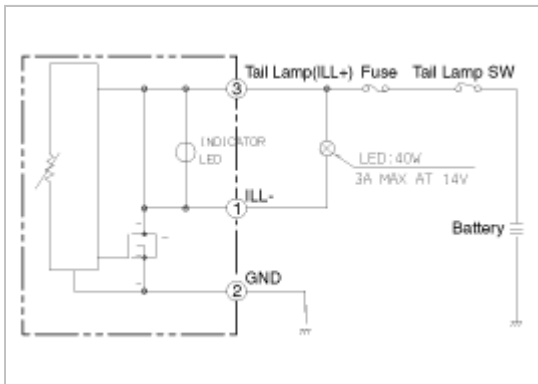 Tail Lamp(ILL+) Fuse Tail Lamp SW
3
INDICATOR
LED
LED:40W
3A MAX AT 14V
ILL-
1
Battery
GND
2